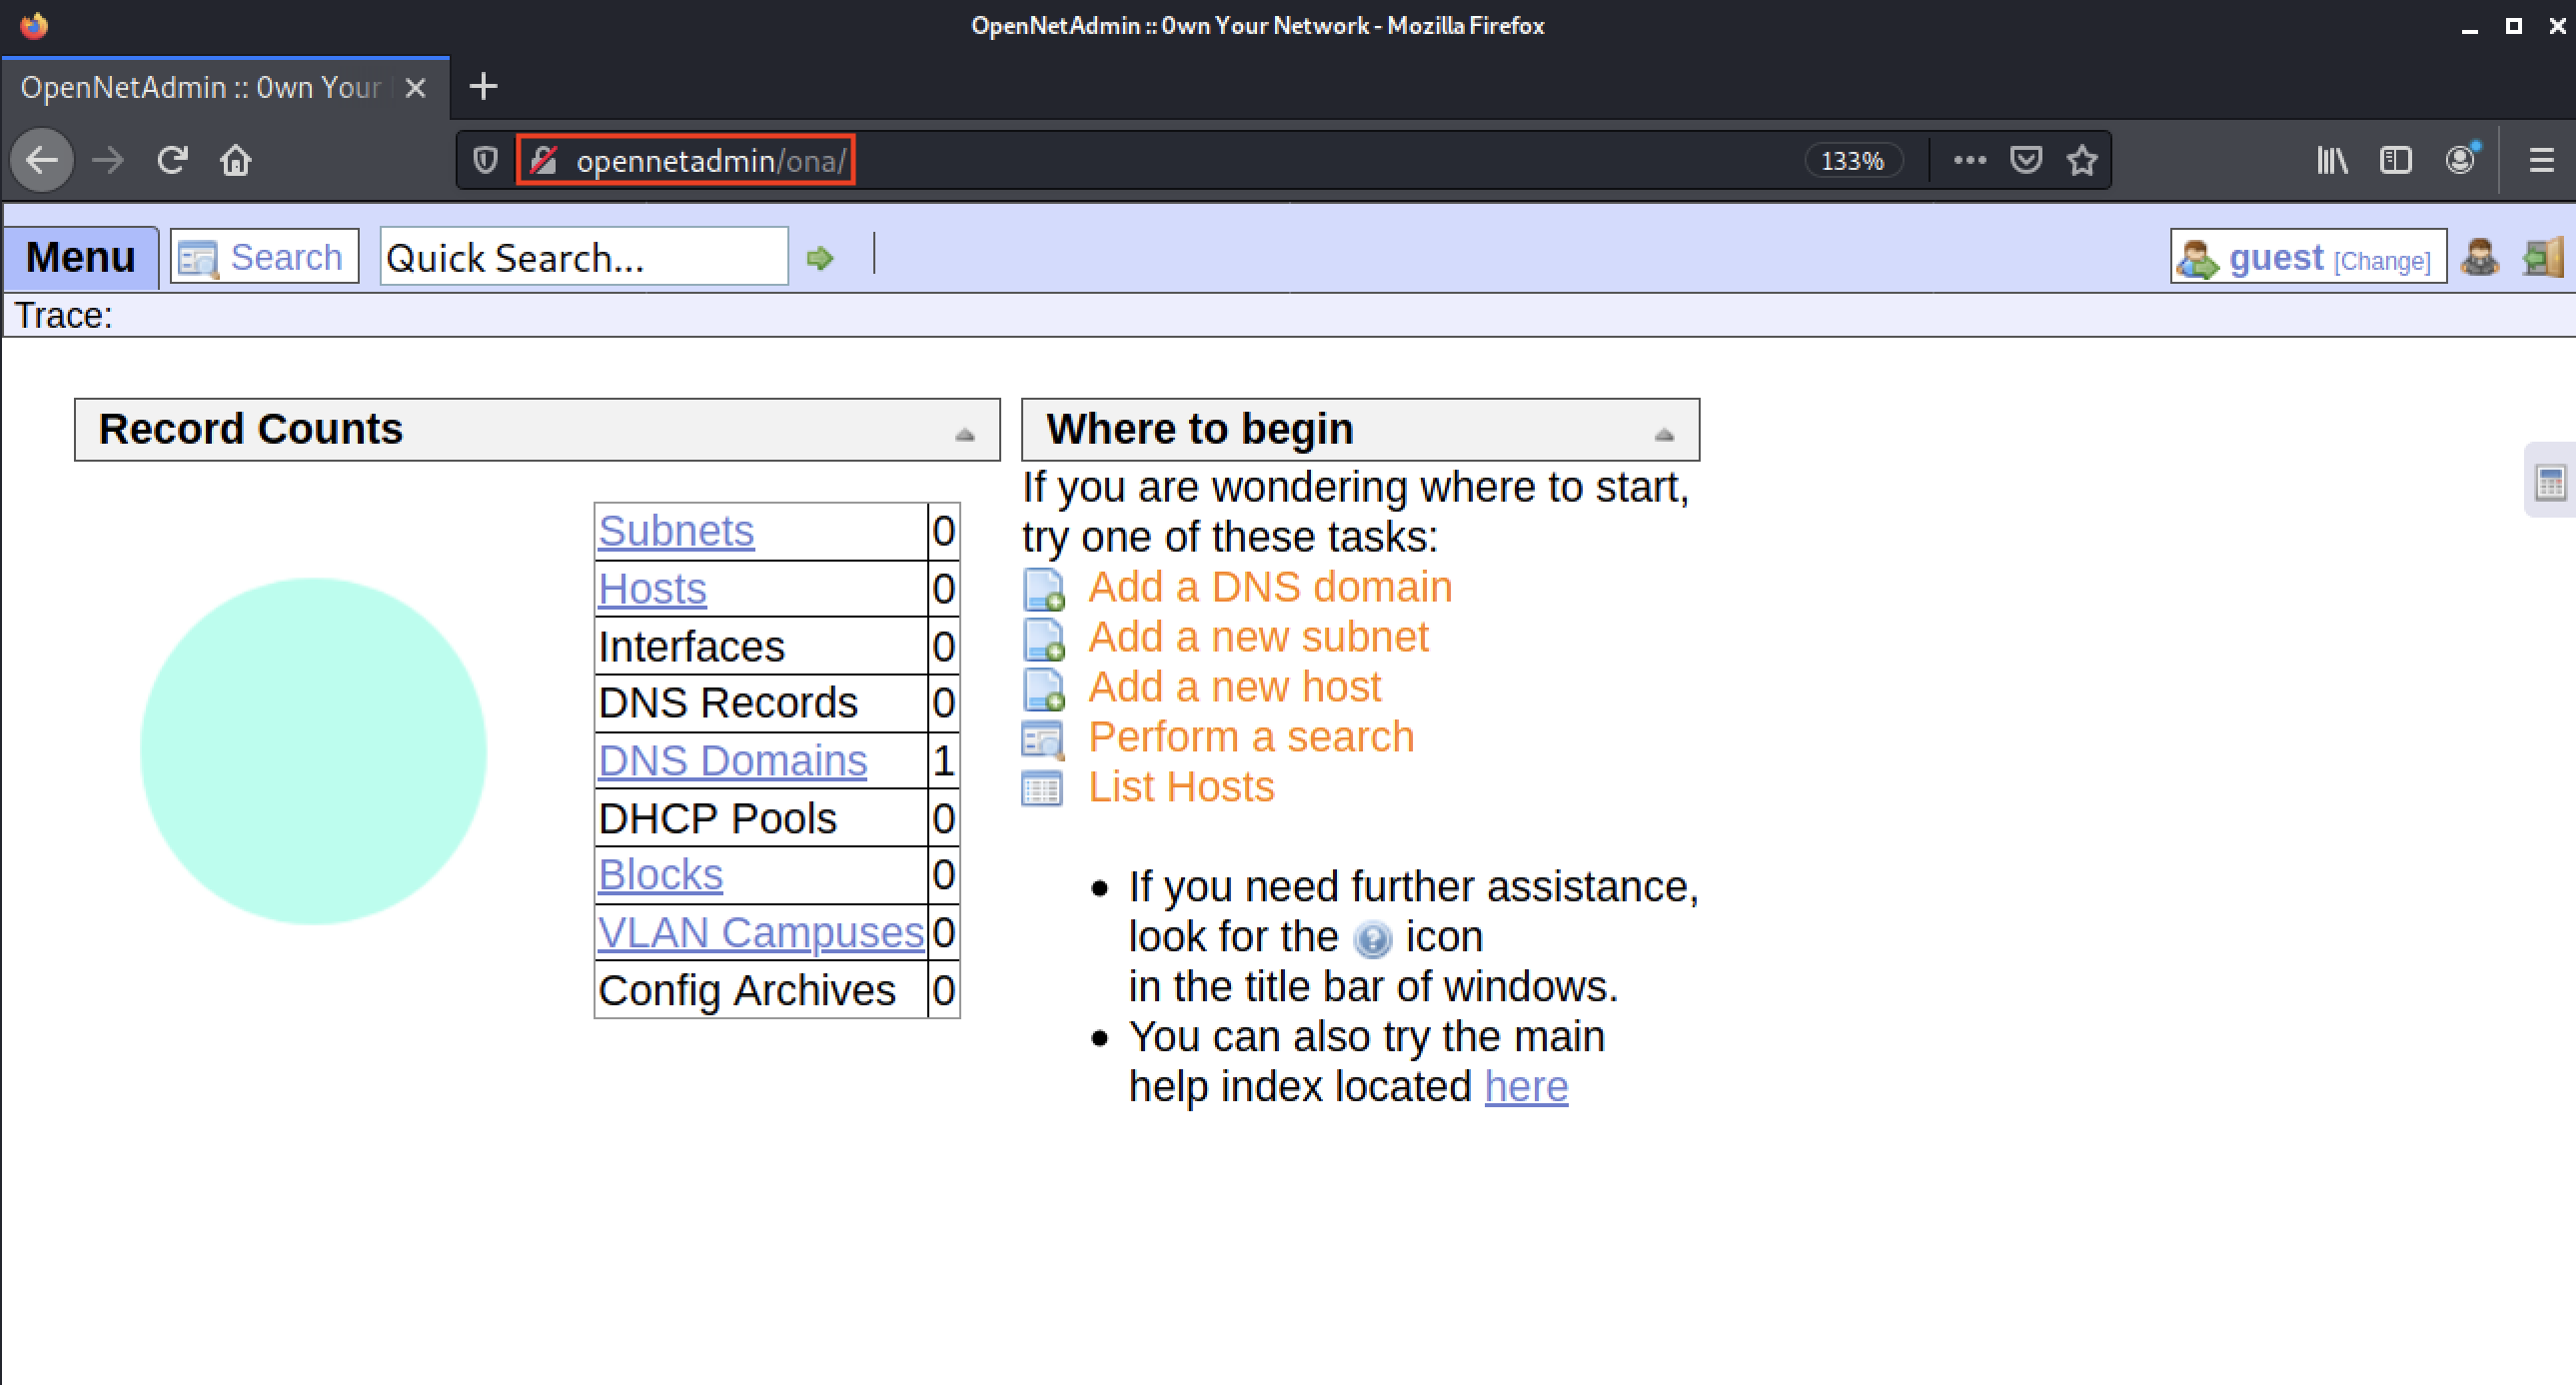 OpenNetAdmin :: 0wn Your Network - Mozilla Firefox
OpenNetAdmin :: 0wn Your
opennetadmin/ona/
133%
Menu
Search
Quick Search...
guest [Change]
Trace:
Record Counts
Subnets 0
Hosts 0
Interfaces 0
DNS Records 0
DNS Domains 1
DHCP Pools 0
Blocks 0
VLAN Campuses 0
Config Archives 0
Where to begin
If you are wondering where to start,
try one of these tasks:
Add a DNS domain
Add a new subnet
Add a new host
Perform a search
List Hosts
If you need further assistance,
look for the ? icon
in the title bar of windows.
You can also try the main
help index located here